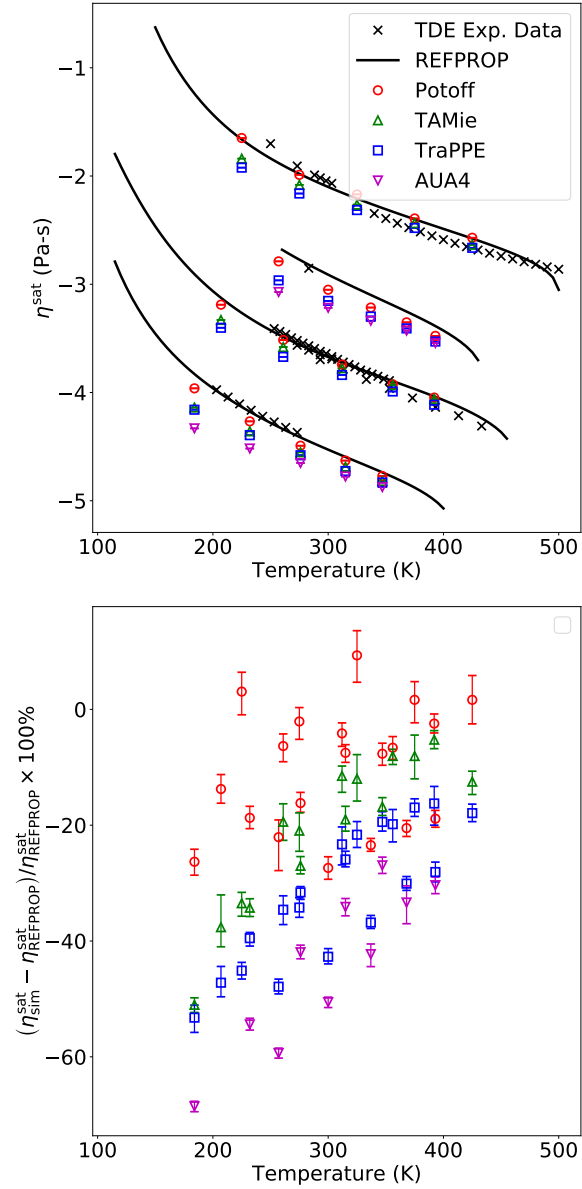 TDE Exp. Data
REFPROP
Potoff
TAMie
TraPPE
AUA4
−1
−2
−3
−4
−5
η^sat (Pa-s)
100 200 300 400 500
Temperature (K)
0
−20
−40
−60
(η^sat_sim − η^sat_REFPROP)/η^sat_REFPROP × 100%
100 200 300 400 500
Temperature (K)